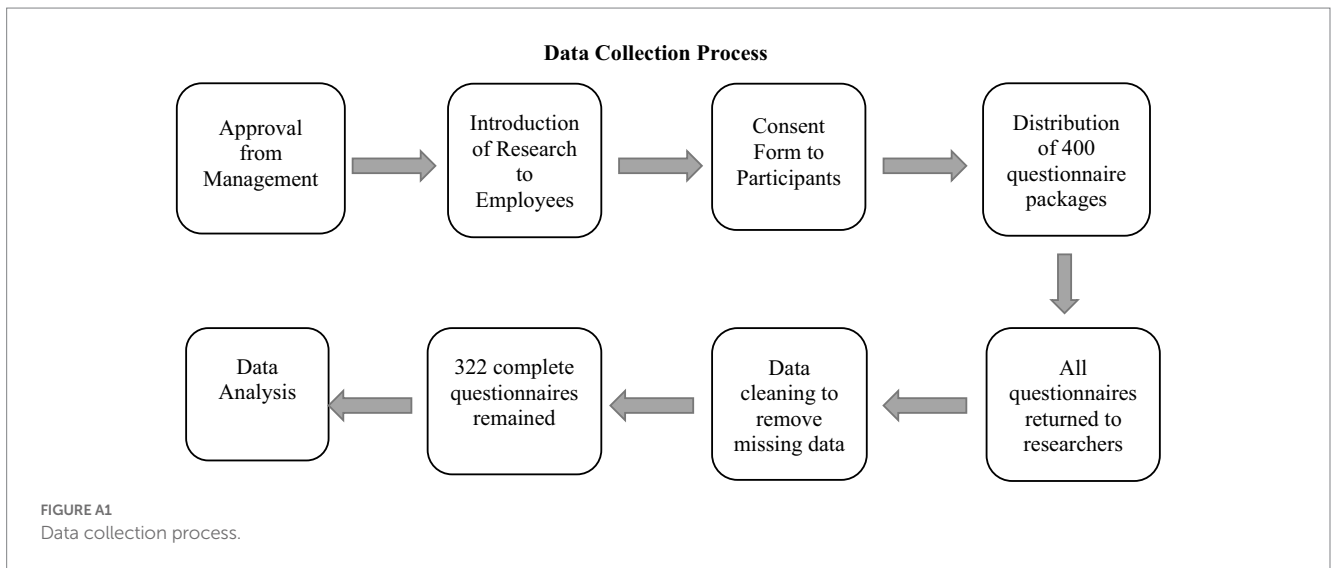 Data Collection Process
Approval
from
Management
Introduction
of Research
to
Employees
Consent
Form to
Participants
Distribution
of 400
questionnaire
packages
All
questionnaires
returned to
researchers
Data
cleaning to
remove
missing data
322 complete
questionnaires
remained
Data
Analysis
FIGURE A1
Data collection process.